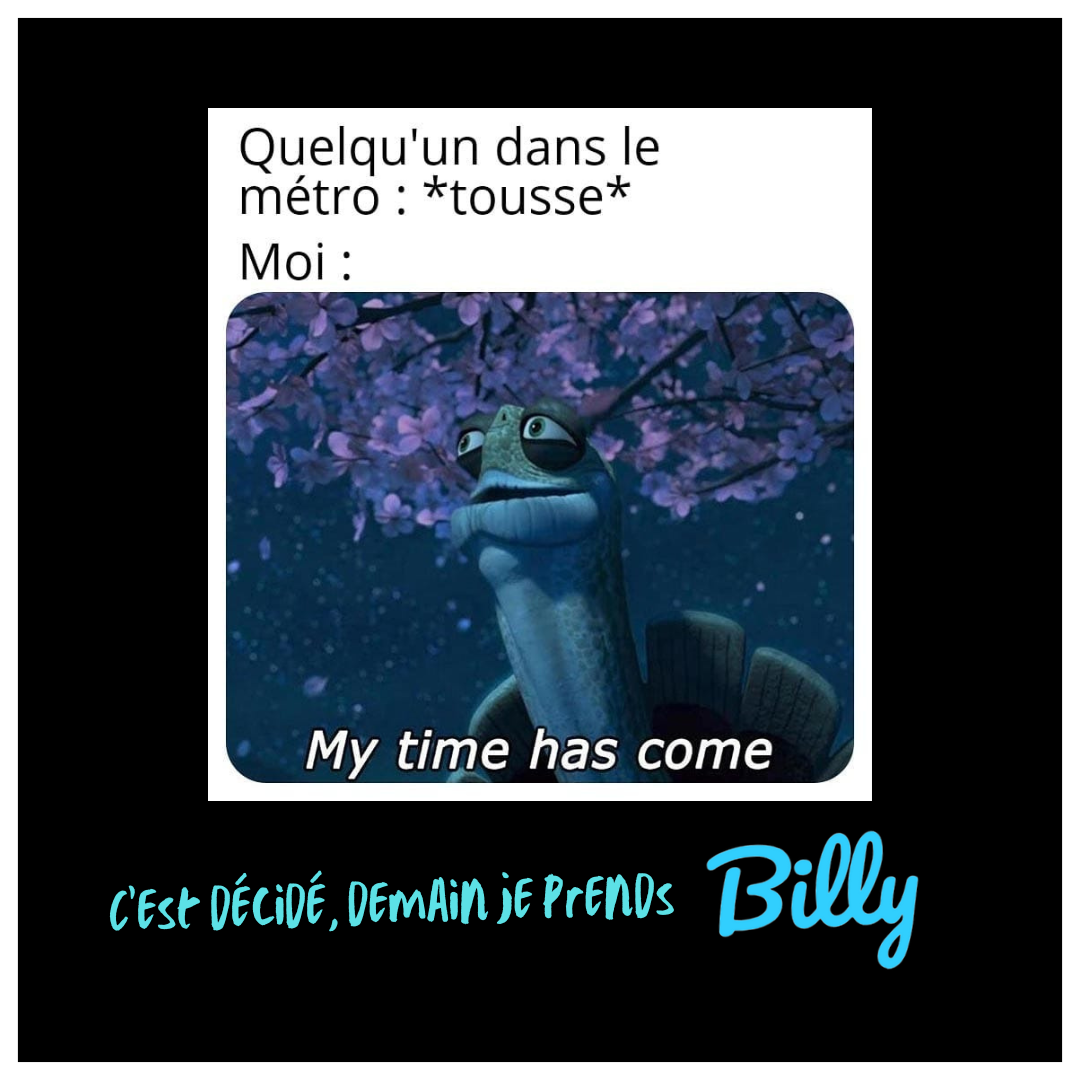 Quelqu'un dans le
métro : *tousse*
Moi :
My time has come
C'EST DÉCIDÉ, DEMAIN JE PRENDS Billy